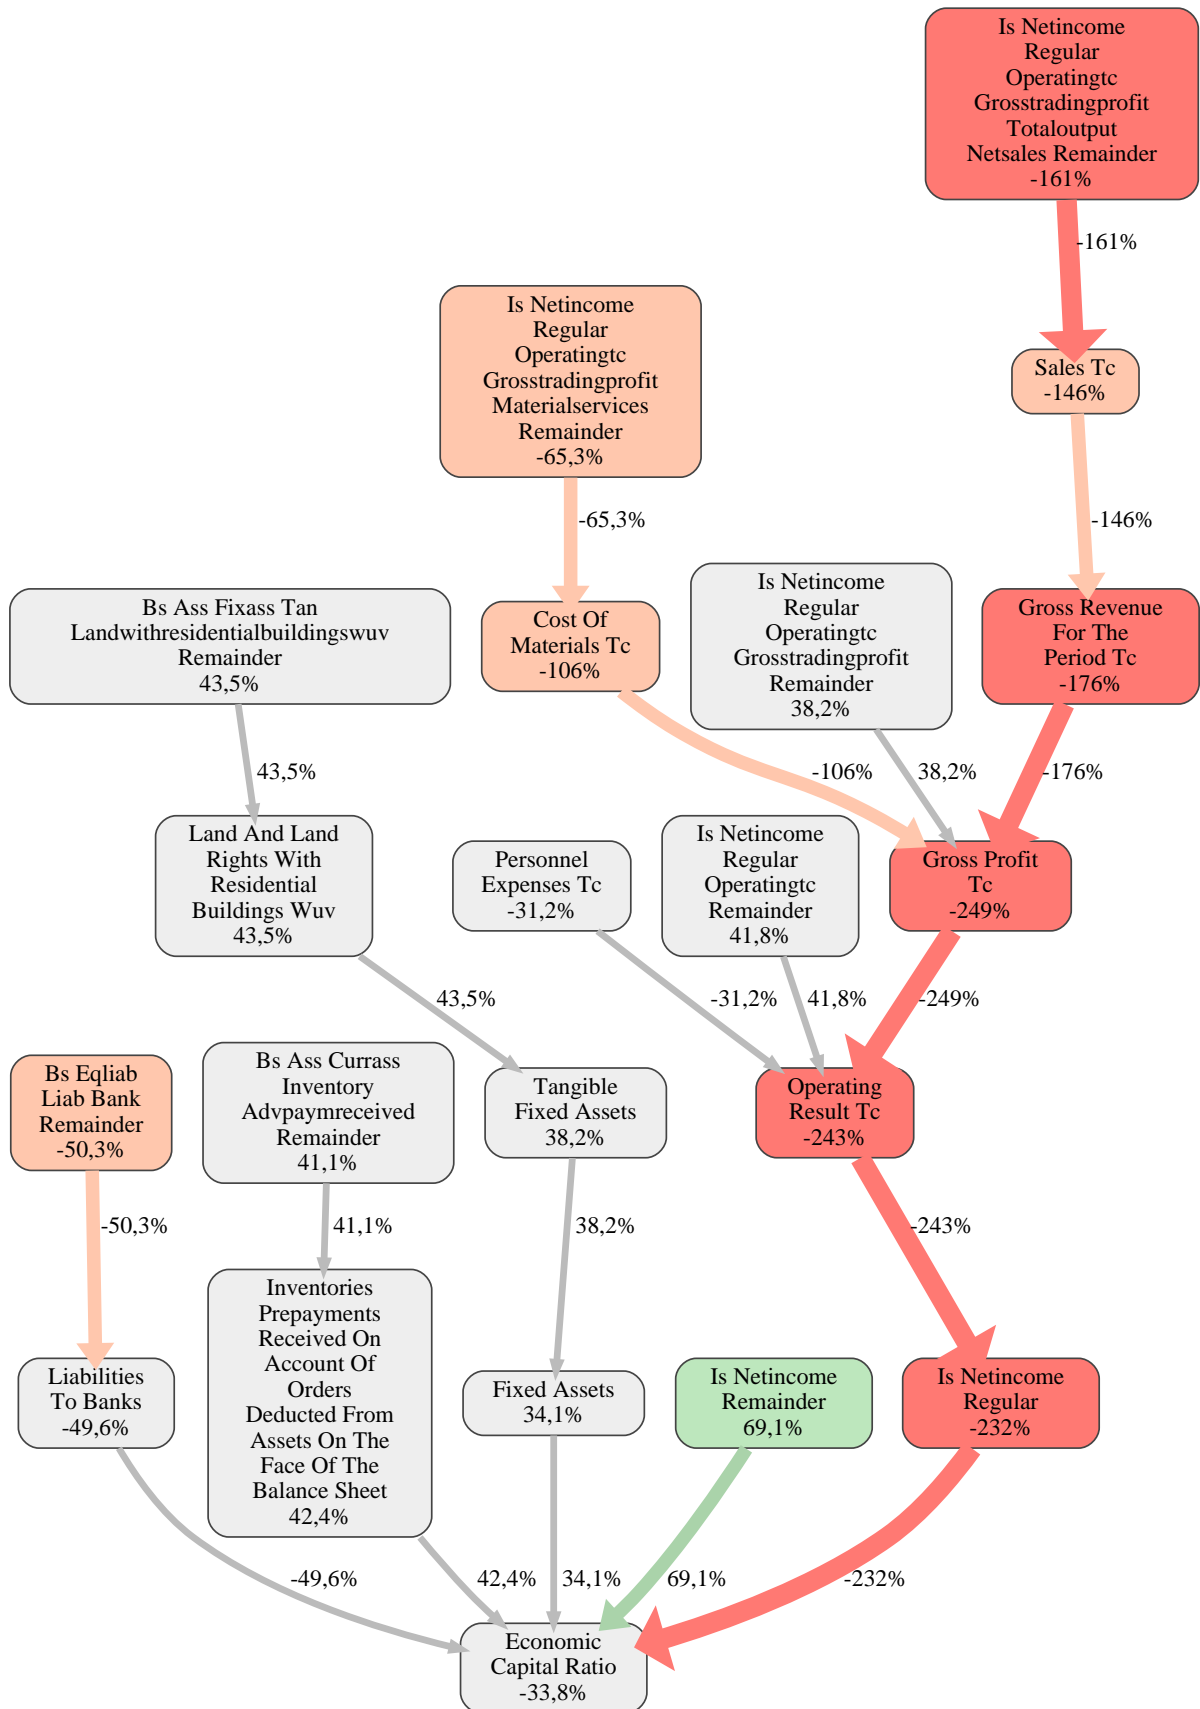 Is Netincome
Regular
Operatingtc
Grosstradingprofit
Totaloutput
Netsales Remainder
-161%
-161%
Is Netincome
Regular
Operatingtc
Grosstradingprofit
Materialservices
Remainder
-65,3%
Sales Tc
-146%
-65,3%
-146%
Bs Ass Fixass Tan
Landwithresidentialbuildingswuv
Remainder
43,5%
Cost Of
Materials Tc
-106%
Is Netincome
Regular
Operatingtc
Grosstradingprofit
Remainder
38,2%
Gross Revenue
For The
Period Tc
-176%
43,5%
-106%
38,2%
-176%
Land And Land
Rights With
Residential
Buildings Wuv
43,5%
Personnel
Expenses Tc
-31,2%
Is Netincome
Regular
Operatingtc
Remainder
41,8%
Gross Profit
Tc
-249%
43,5%
-31,2%
41,8%
-249%
Bs Eqliab
Liab Bank
Remainder
-50,3%
Bs Ass Currass
Inventory
Advpaymreceived
Remainder
41,1%
Tangible
Fixed Assets
38,2%
Operating
Result Tc
-243%
-50,3%
41,1%
38,2%
-243%
Liabilities
To Banks
-49,6%
Inventories
Prepayments
Received On
Account Of
Orders
Deducted From
Assets On The
Face Of The
Balance Sheet
42,4%
Fixed Assets
34,1%
Is Netincome
Remainder
69,1%
Is Netincome
Regular
-232%
-49,6%
42,4%
34,1%
69,1%
-232%
Economic
Capital Ratio
-33,8%